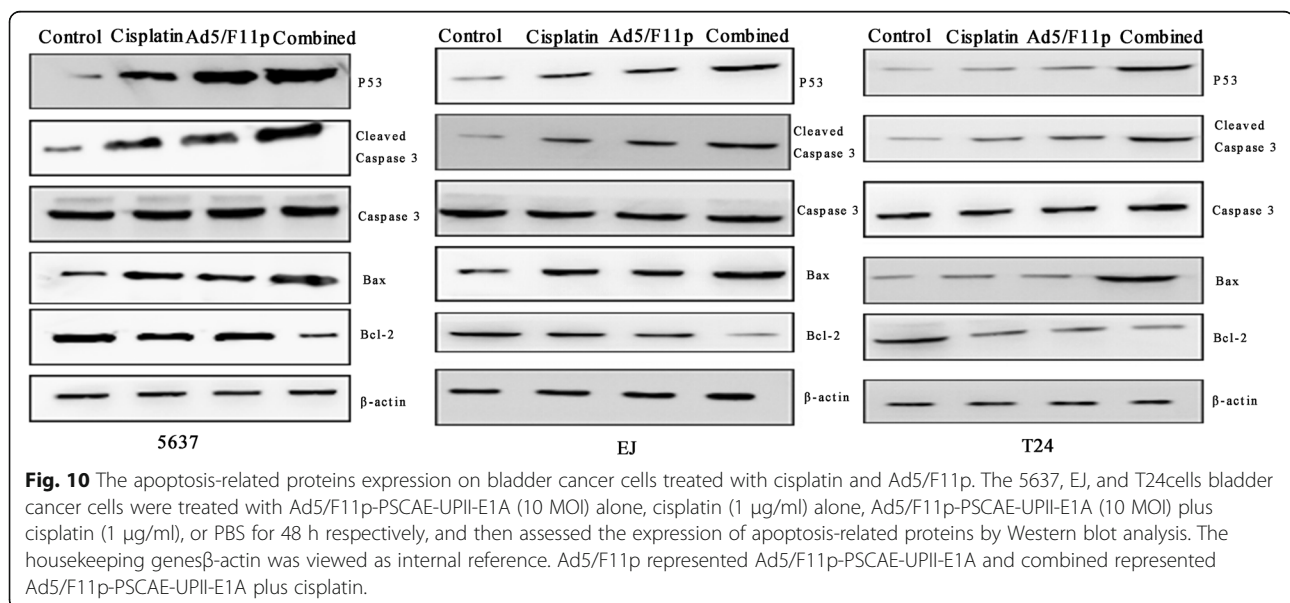 Control Cisplatin Ad5/F11p Combined
P53
Cleaved
Caspase 3
Caspase 3
Bax
Bcl-2
β-actin
5637
Control Cisplatin Ad5/F11p Combined
P53
Cleaved
Caspase 3
Caspase 3
Bax
Bcl-2
β-actin
EJ
Control Cisplatin Ad5/F11p Combined
P53
Cleaved
Caspase 3
Caspase 3
Bax
Bcl-2
β-actin
T24
Fig. 10 The apoptosis-related proteins expression on bladder cancer cells treated with cisplatin and Ad5/F11p. The 5637, EJ, and T24cells bladder
cancer cells were treated with Ad5/F11p-PSCAE-UPII-E1A (10 MOI) alone, cisplatin (1 μg/ml) alone, Ad5/F11p-PSCAE-UPII-E1A (10 MOI) plus
cisplatin (1 μg/ml), or PBS for 48 h respectively, and then assessed the expression of apoptosis-related proteins by Western blot analysis. The
housekeeping genesβ-actin was viewed as internal reference. Ad5/F11p represented Ad5/F11p-PSCAE-UPII-E1A and combined represented
Ad5/F11p-PSCAE-UPII-E1A plus cisplatin.